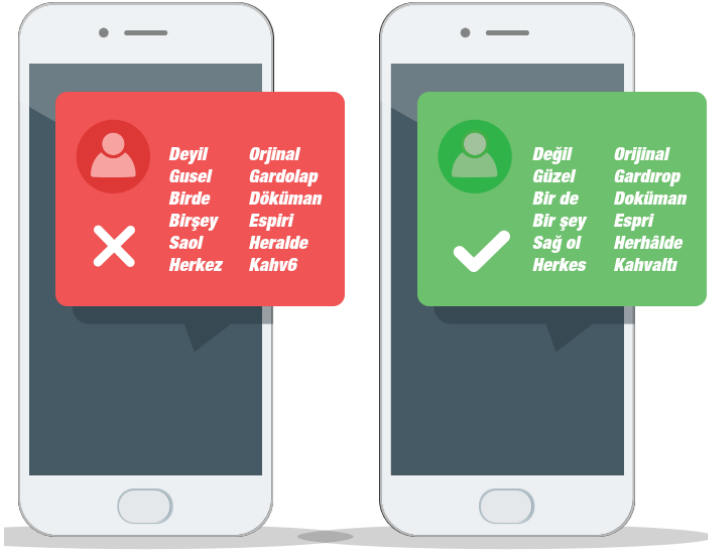 Deyil Orjinal
Gusel Gardolap
Birde Döküman
Birşey Espiri
Saol Heralde
Herkez Kahv6
Değil Orijinal
Güzel Gardırop
Bir de Doküman
Bir şey Espri
Sağ ol Herhâlde
Herkes Kahvaltı